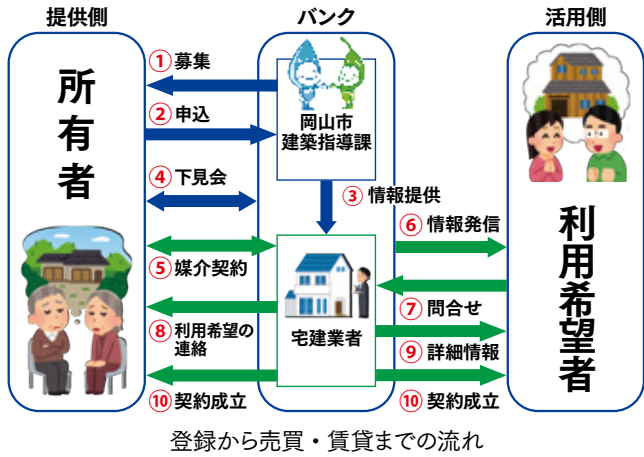 提供側
バンク
活用側
所有者
①募集
②申込
④下見会
⑤媒介契約
⑧利用希望の
連絡
⑩契約成立
岡山市
建築指導課
③情報提供
宅建業者
⑥情報発信
⑦問合せ
⑨詳細情報
⑩契約成立
利用希望者
登録から売買・賃貸までの流れ